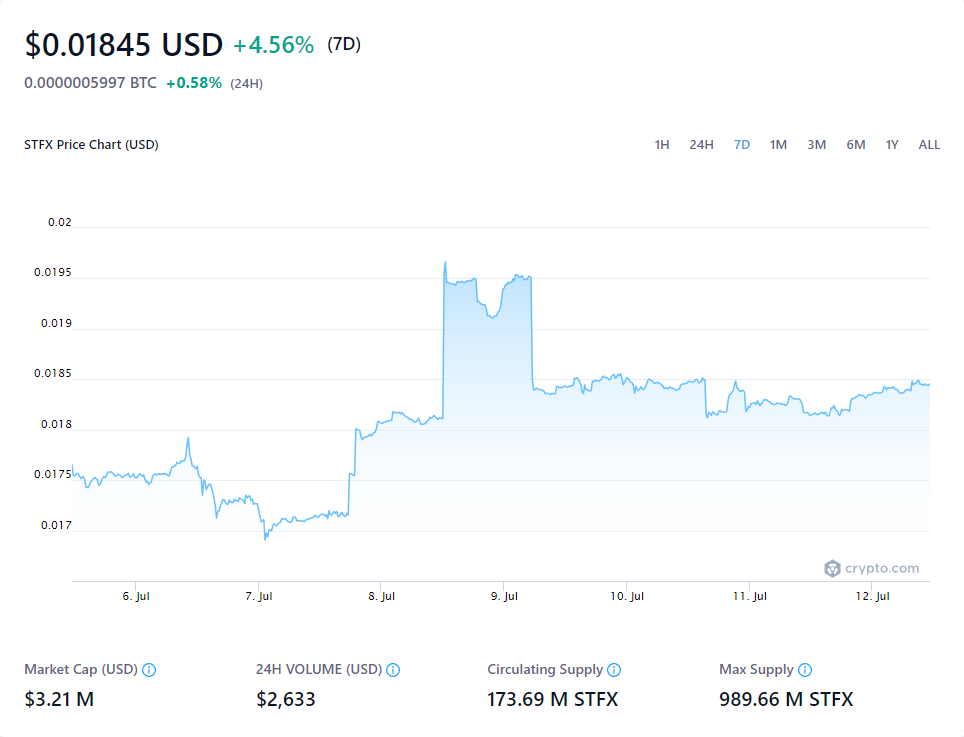 $0.01845 USD +4.56% (7D)
0.0000005997 BTC +0.58% (24H)
STFX Price Chart (USD) 1H 24H 7D 1M 3M 6M 1Y ALL
0.02
0.0195
0.019
0.0185
0.018
0.0175
0.017
crypto.com
6. Jul 7. Jul 8. Jul 9. Jul 10. Jul 11. Jul 12. Jul
Market Cap (USD) 24H VOLUME (USD) Circulating Supply Max Supply
$3.21 M $2,633 173.69 M STFX 989.66 M STFX